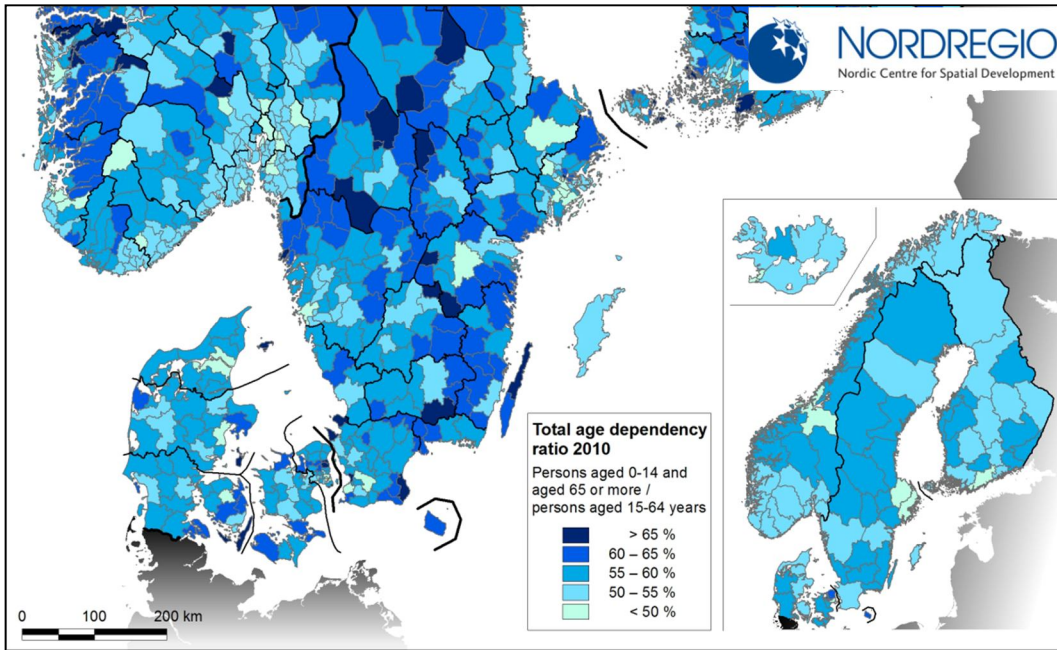 NORDREGIO
Nordic Centre for Spatial Development
Total age dependency
ratio 2010
Persons aged 0-14 and
aged 65 or more /
persons aged 15-64 years
> 65 %
60 – 65 %
55 – 60 %
50 – 55 %
< 50 %
0 100 200 km